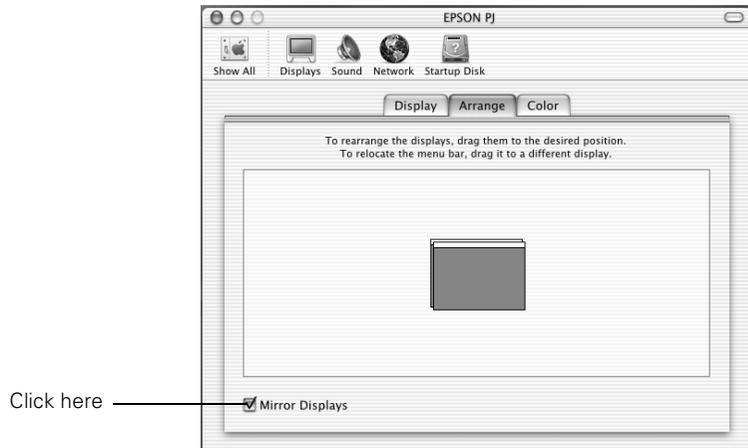 EPSON PJ
Show All Displays Sound Network Startup Disk
Display Arrange Color
To rearrange the displays, drag them to the desired position.
To relocate the menu bar, drag it to a different display.
Click here
Mirror Displays